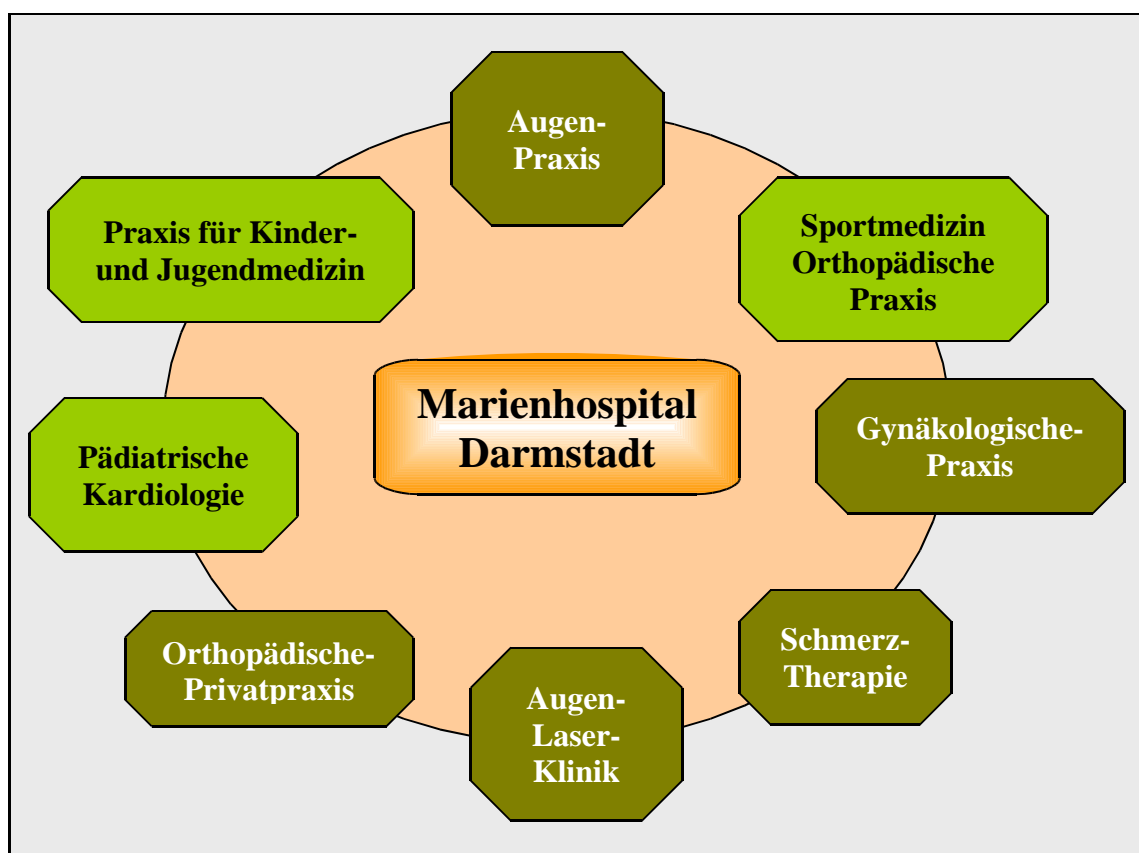 Augen-
Praxis
Praxis für Kinder-
und Jugendmedizin
Sportmedizin
Orthopädische
Praxis
Marienhospital
Darmstadt
Gynäkologische-
Praxis
Pädiatrische
Kardiologie
Orthopädische-
Privatpraxis
Augen-
Laser-
Klinik
Schmerz-
Therapie